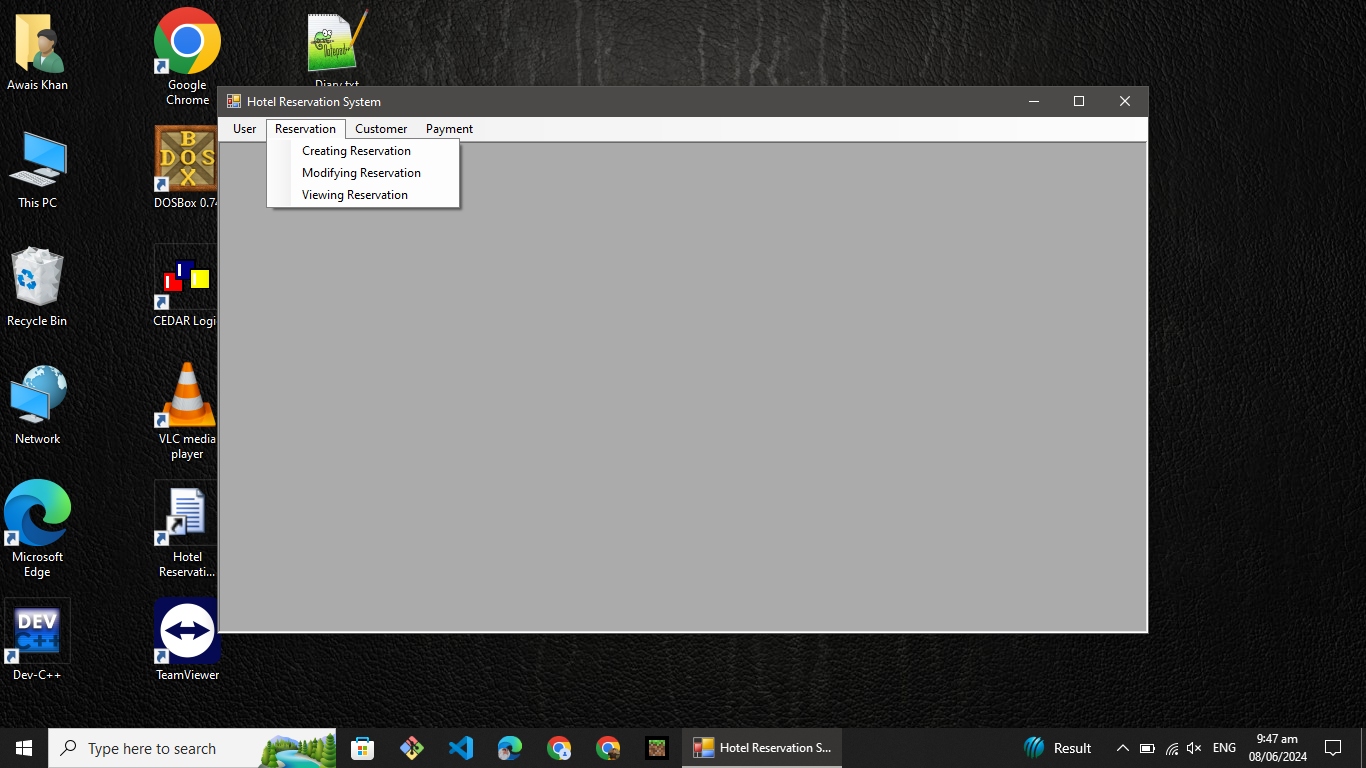 Awais Khan
Google
Chrome
Diary.txt
Hotel Reservation System
User Reservation Customer Payment
Creating Reservation
Modifying Reservation
Viewing Reservation
This PC
DOSBox 0.74
Recycle Bin
CEDAR Logi
Network
VLC media
player
Microsoft
Edge
Hotel
Reservati...
DEV
C++
Dev-C++
TeamViewer
Type here to search
Hotel Reservation S...
Result
ENG
9:47 am
08/06/2024